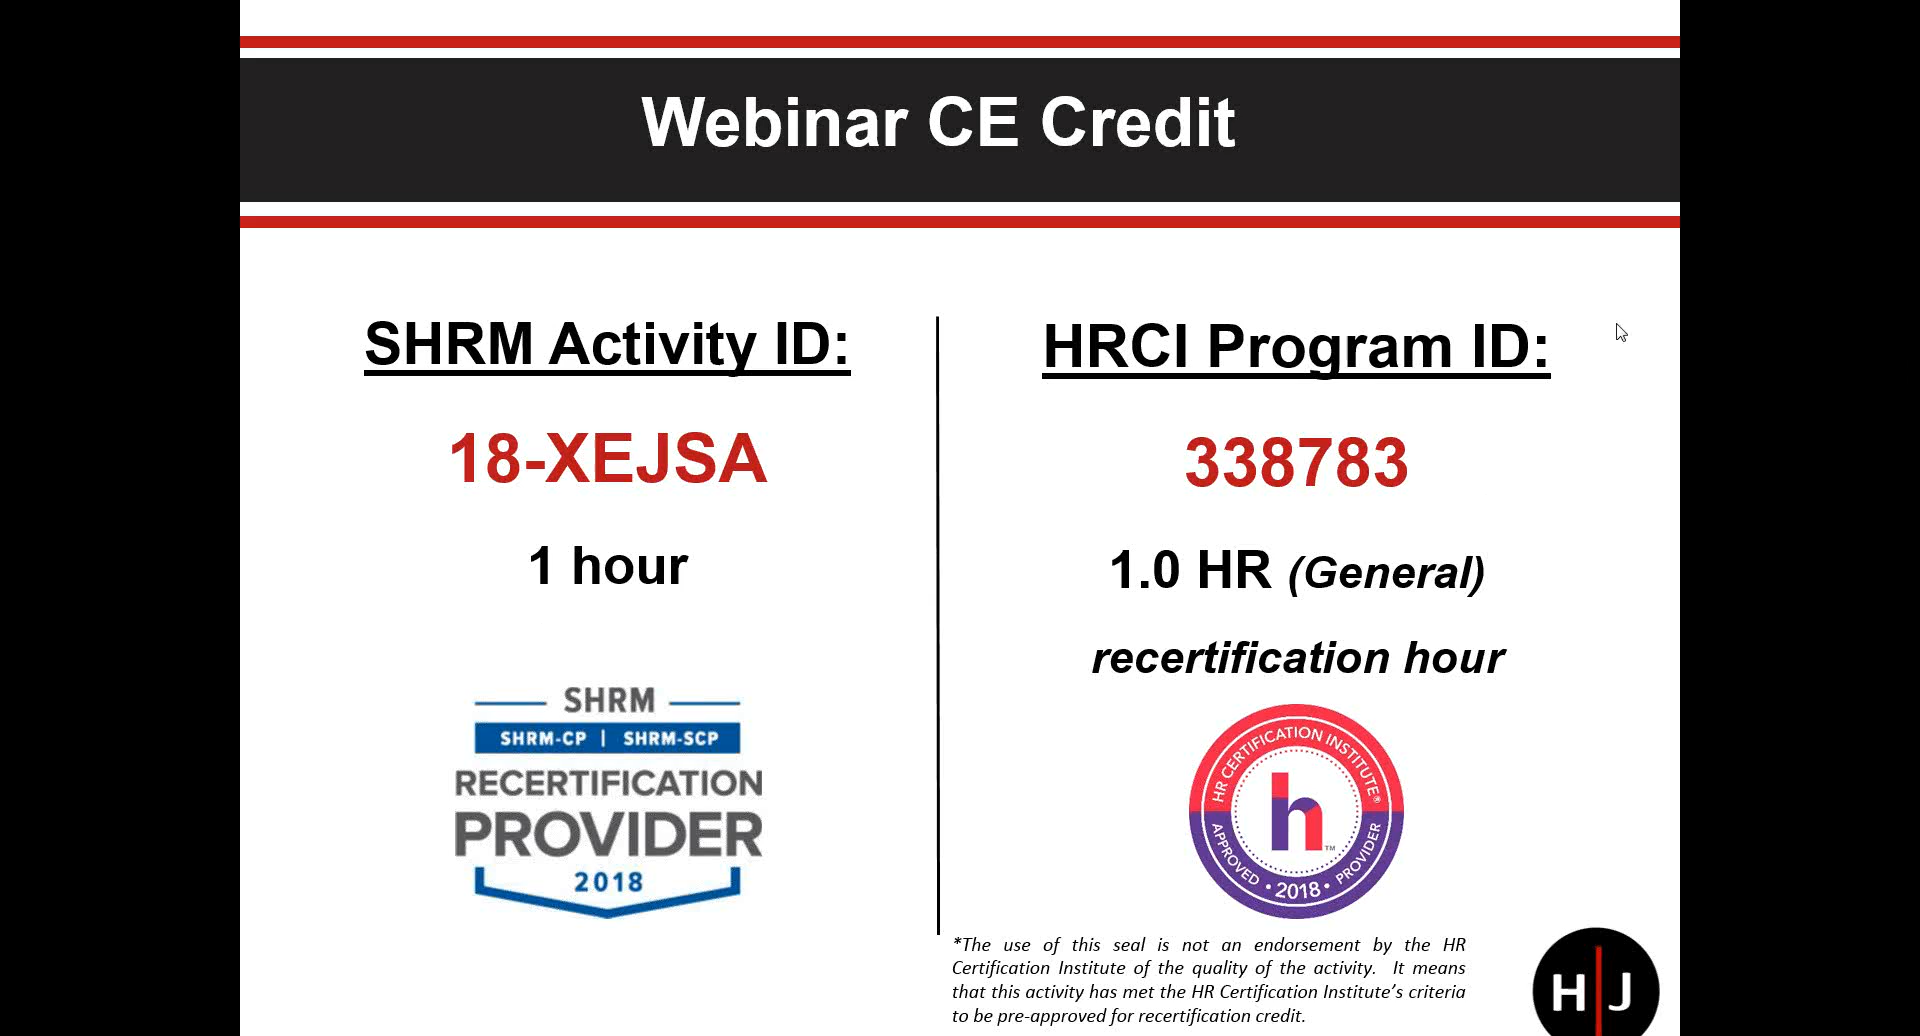 Webinar CE Credit
SHRM Activity ID:
18-XEJSA
1 hour
SHRM
SHRM-CP | SHRM-SCP
RECERTIFICATION
PROVIDER
2018
HRCI Program ID:
338783
1.0 HR (General)
recertification hour
HR CERTIFICATION INSTITUTE®
h™
APPROVED • 2018 • PROVIDER
*The use of this seal is not an endorsement by the HR
Certification Institute of the quality of the activity. It means
that this activity has met the HR Certification Institute’s criteria
to be pre-approved for recertification credit.
H|J